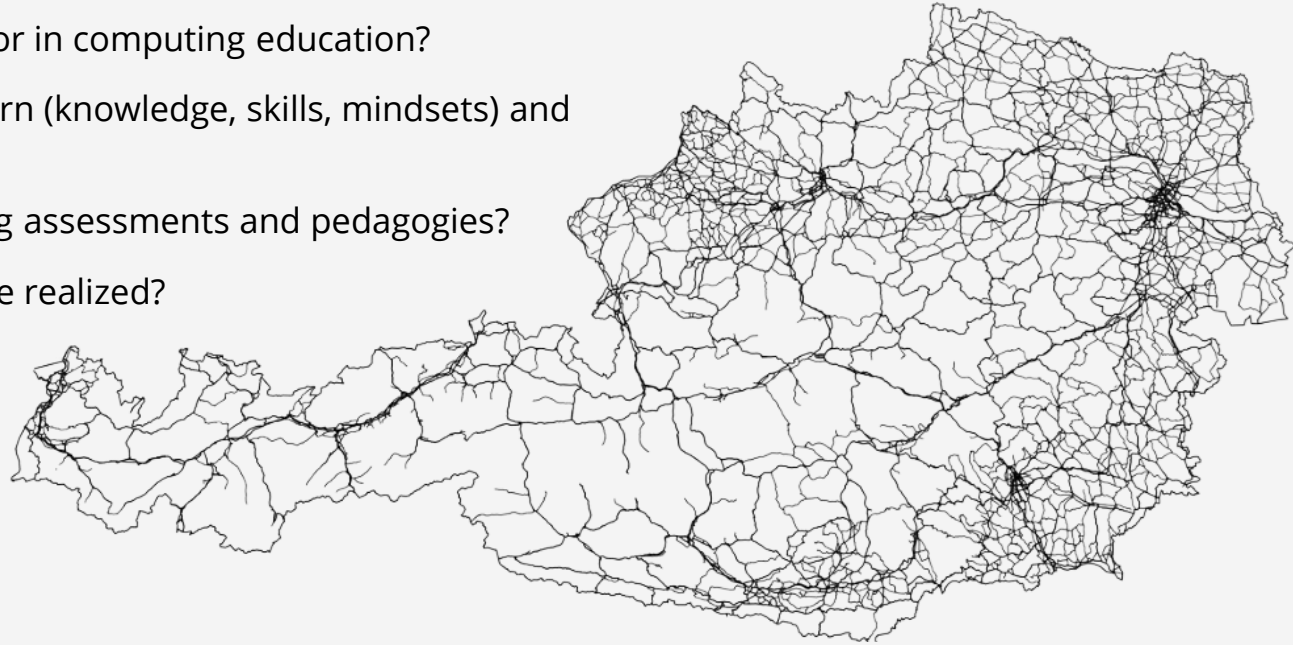 or in computing education?
rn (knowledge, skills, mindsets) and
g assessments and pedagogies?
e realized?